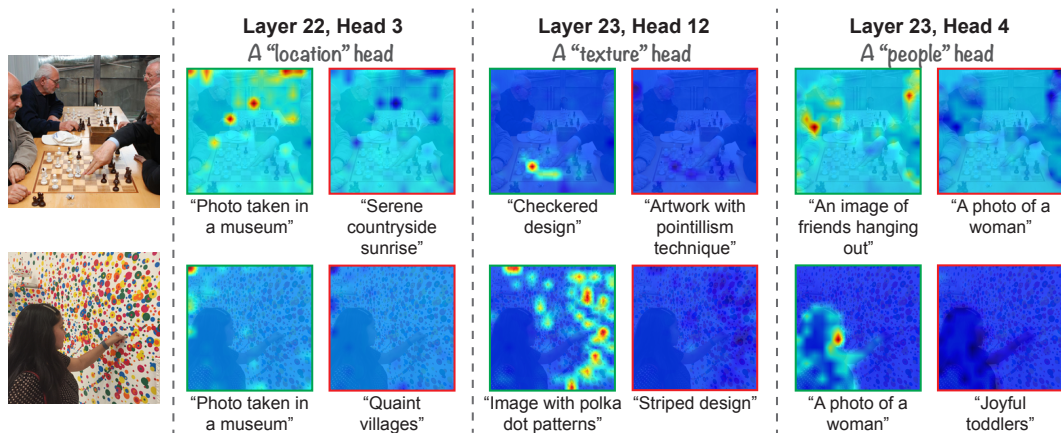 Layer 22, Head 3
A “location” head
Layer 23, Head 12
A “texture” head
Layer 23, Head 4
A “people” head
“Photo taken in
a museum”
“Serene
countryside
sunrise”
“Checkered
design”
“Artwork with
pointillism
technique”
“An image of
friends hanging
out”
“A photo of a
woman”
“Photo taken in
a museum”
“Quaint
villages”
“Image with polka
dot patterns”
“Striped design”
“A photo of a
woman”
“Joyful
toddlers”